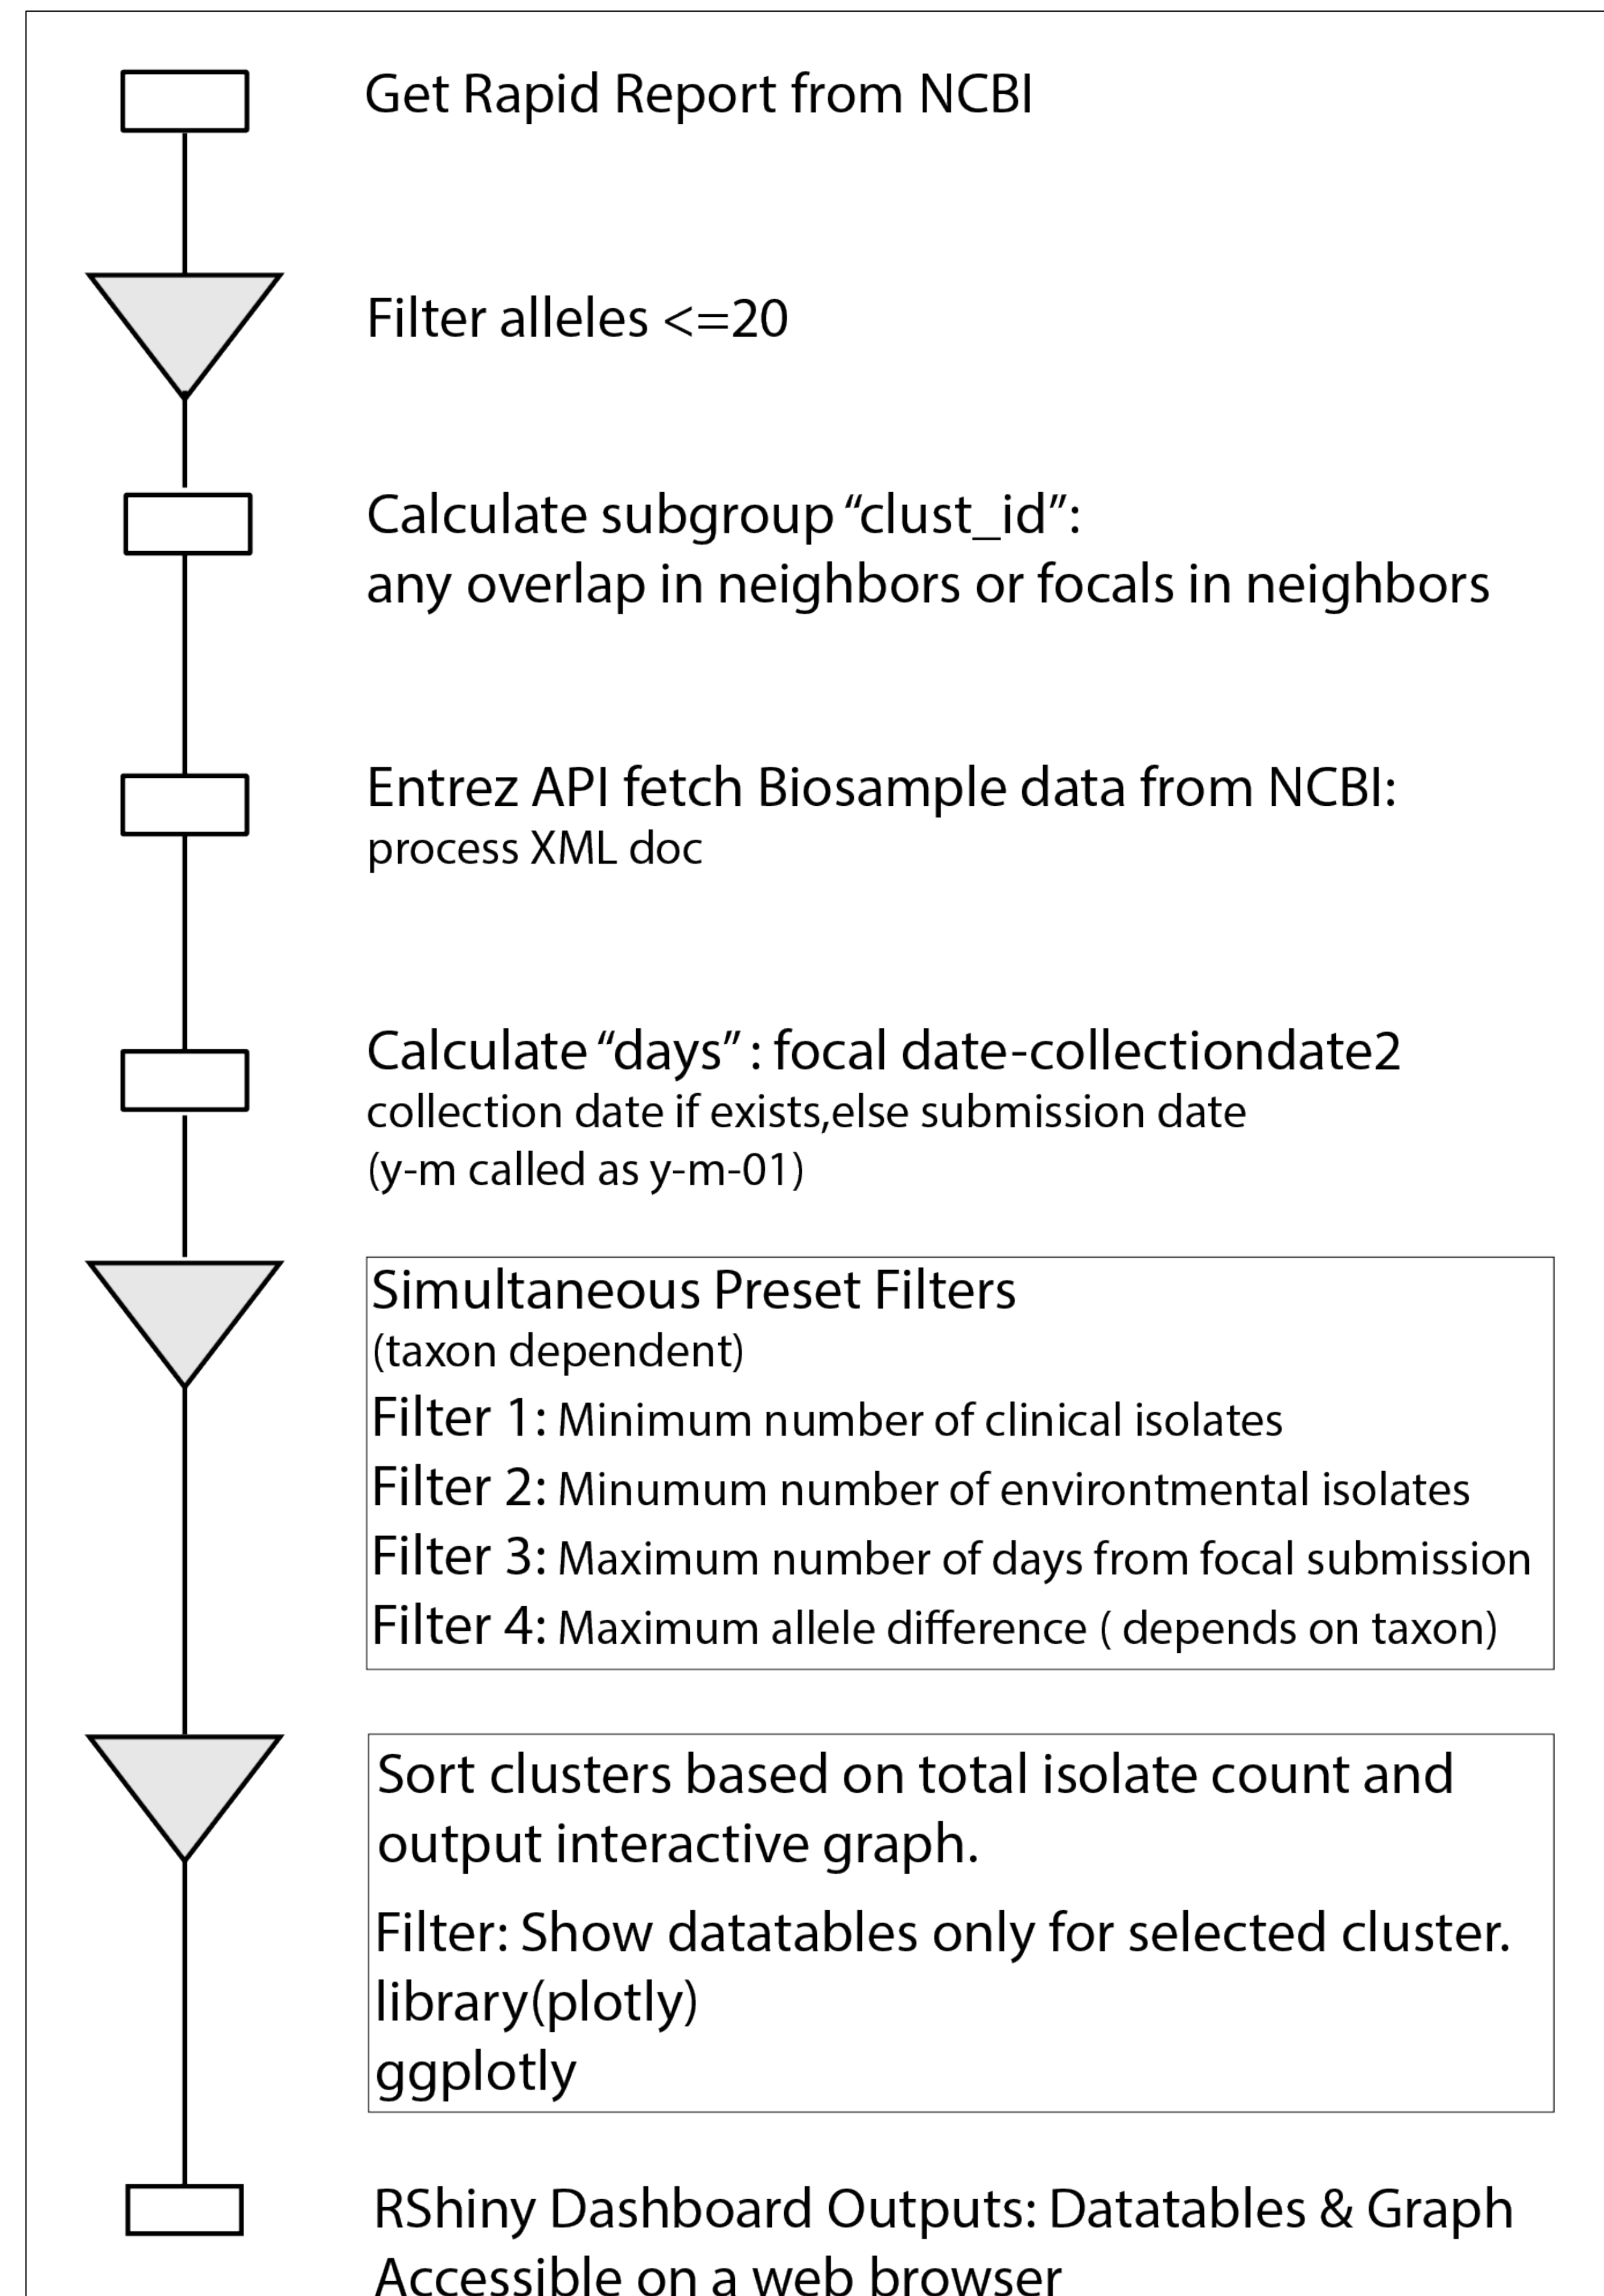 Get Rapid Report from NCBI
Filter alleles <=20
Calculate subgroup “clust_id”:
any overlap in neighbors or focals in neighbors
Entrez API fetch Biosample data from NCBI:
process XML doc
Calculate “days” : focal date-collectiondate2
collection date if exists,else submission date
(y-m called as y-m-01)
Simultaneous Preset Filters
(taxon dependent)
Filter 1: Minimum number of clinical isolates
Filter 2: Minumum number of environtmental isolates
Filter 3: Maximum number of days from focal submission
Filter 4: Maximum allele difference ( depends on taxon)
Sort clusters based on total isolate count and
output interactive graph.
Filter: Show datatables only for selected cluster.
library(plotly)
ggplotly
RShiny Dashboard Outputs: Datatables & Graph
Accessible on a web browser